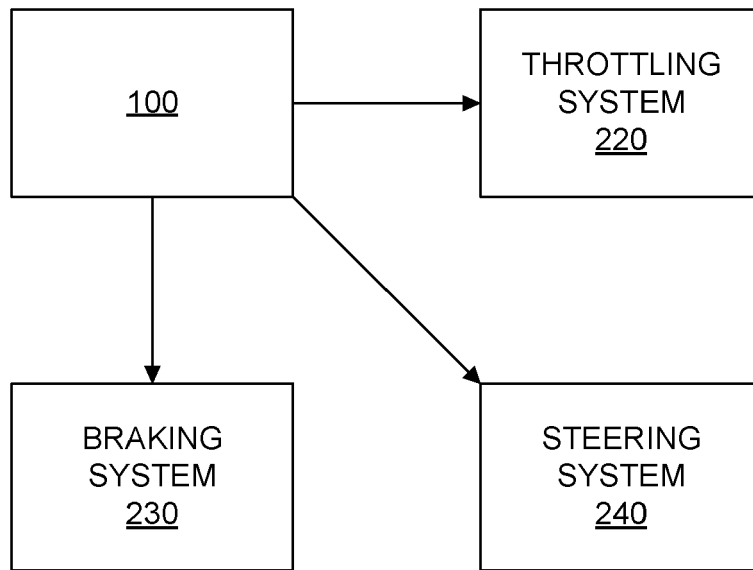 100
THROTTLING
SYSTEM
220
BRAKING
SYSTEM
230
STEERING
SYSTEM
240